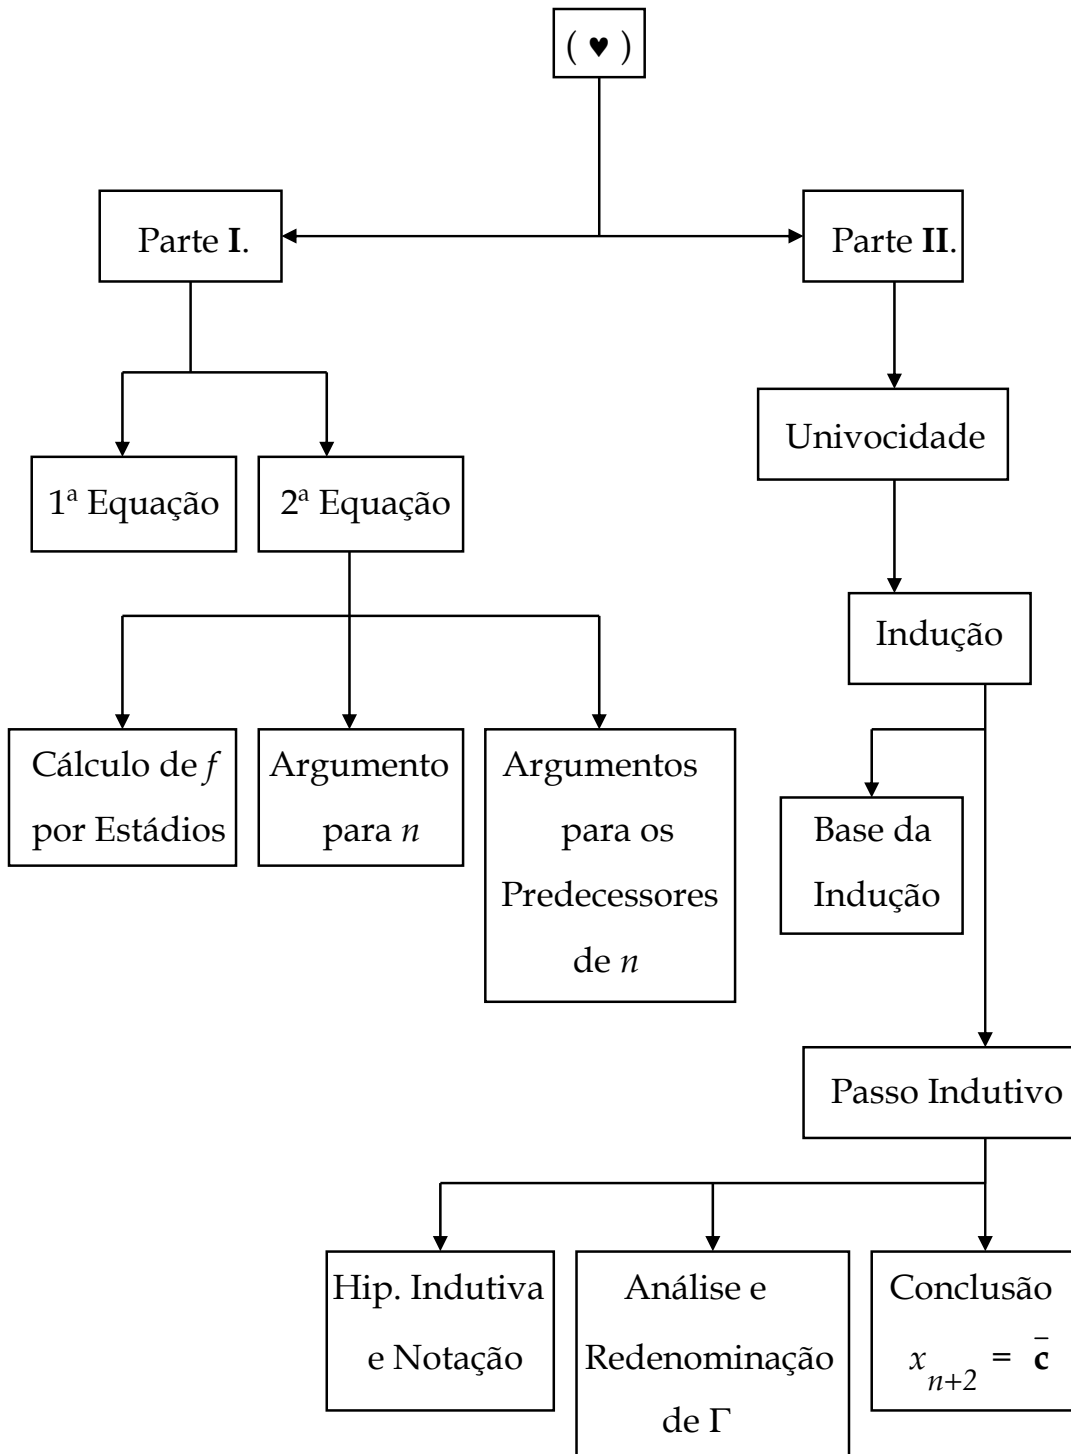 ( ♥ )
Parte I.
Parte II.
Univocidade
1ª Equação
2ª Equação
Indução
Cálculo de f
por Estádios
Argumento
para n
Argumentos
para os
Predecessores
de n
Base da
Indução
Passo Indutivo
Hip. Indutiva
e Notação
Análise e
Redenominação
de Γ
Conclusão
x_{n+2} = c̄